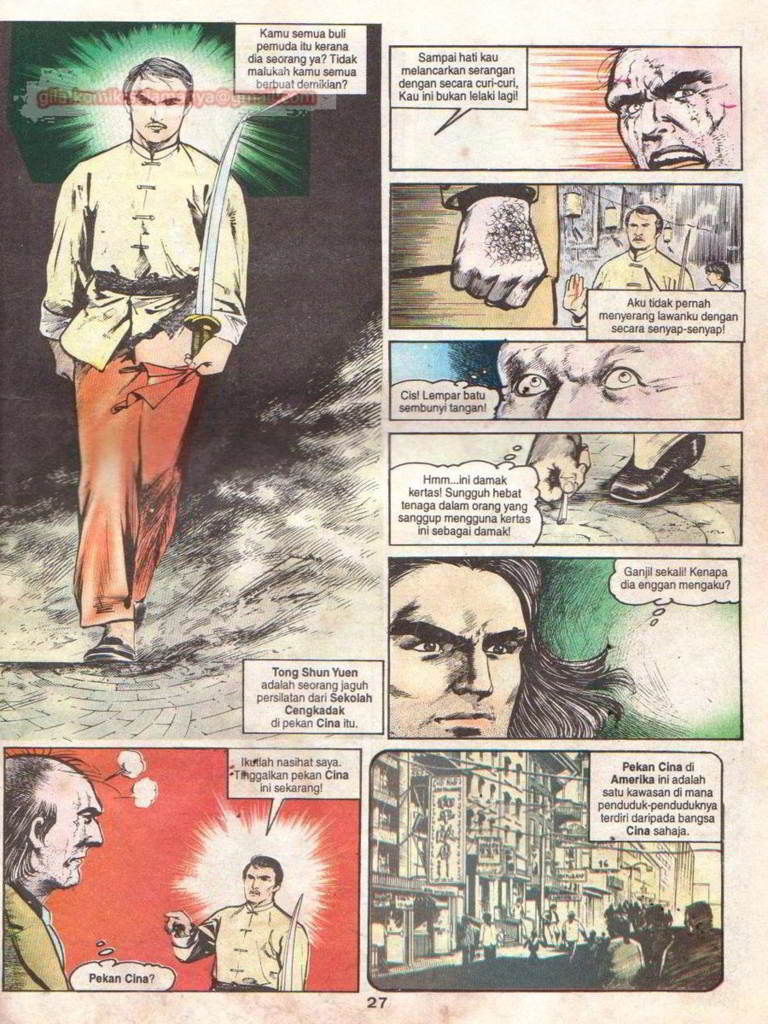 Kamu semua buli
pemuda itu kerana
dia seorang ya? Tidak
malukah kamu semua
berbuat demikian?
Tong Shun Yuen
adalah seorang jaguh
persilatan dari Sekolah
Cengkadak
di pekan Cina itu.
Sampai hati kau
melancarkan serangan
dengan secara curi-curi,
Kau ini bukan lelaki lagi!
Aku tidak pernah
menyerang lawanku dengan
secara senyap-senyap!
Cis! Lempar batu
sembunyi tangan!
Hmm...ini damak
kertas! Sungguh hebat
tenaga dalam orang yang
sanggup mengguna kertas
ini sebagai damak!
Ganjil sekali! Kenapa
dia enggan mengaku?
Ikutlah nasihat saya.
Tinggalkan pekan Cina
ini sekarang!
Pekan Cina?
Pekan Cina di
Amerika ini adalah
satu kawasan di mana
penduduk-penduduknya
terdiri daripada bangsa
Cina sahaja.
16
27